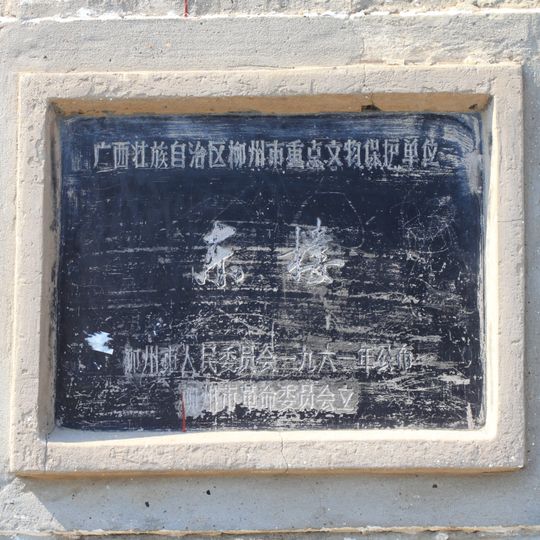 广西壮族自治区柳州市重点文物保护单位
东楼
柳州市人民委员会一九六一年公布
柳州市革命委员会立